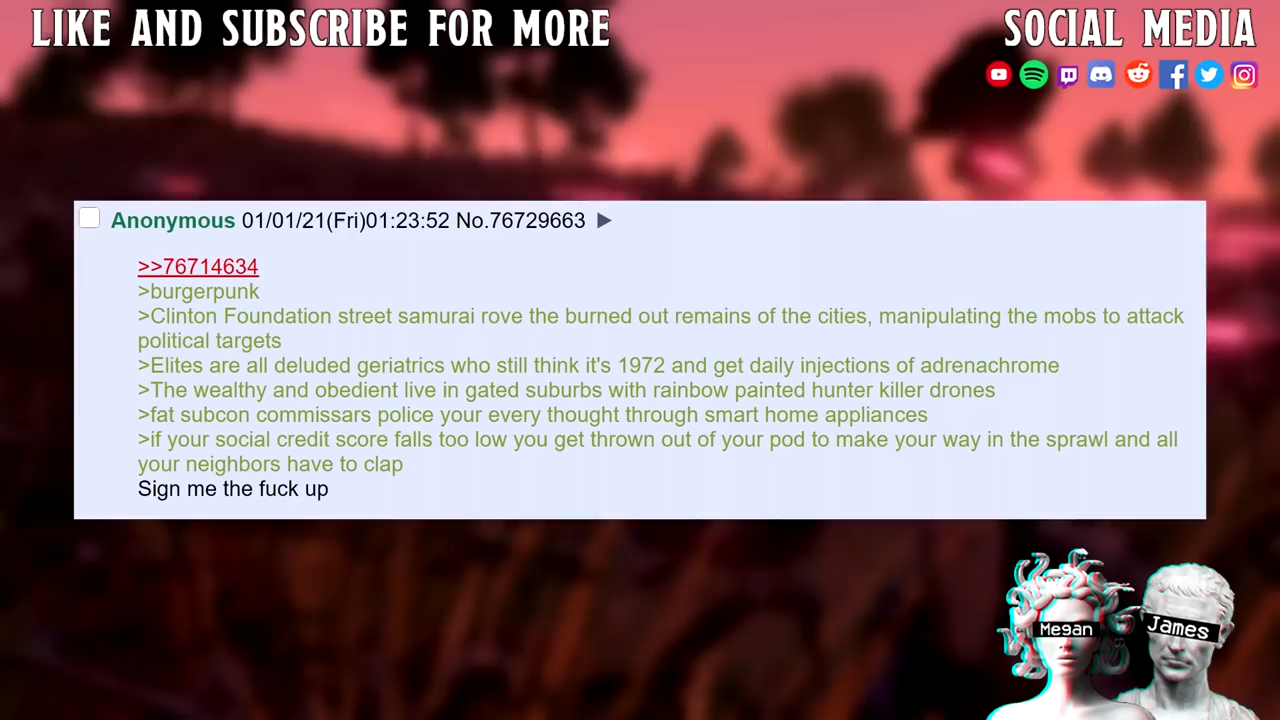 LIKE AND SUBSCRIBE FOR MORE
SOCIAL MEDIA
Anonymous 01/01/21(Fri)01:23:52 No.76729663 ▶
>>76714634
>burgerpunk
>Clinton Foundation street samurai rove the burned out remains of the cities, manipulating the mobs to attack
political targets
>Elites are all deluded geriatrics who still think it's 1972 and get daily injections of adrenachrome
>The wealthy and obedient live in gated suburbs with rainbow painted hunter killer drones
>fat subcon commissars police your every thought through smart home appliances
>if your social credit score falls too low you get thrown out of your pod to make your way in the sprawl and all
your neighbors have to clap
Sign me the fuck up
Megan
James